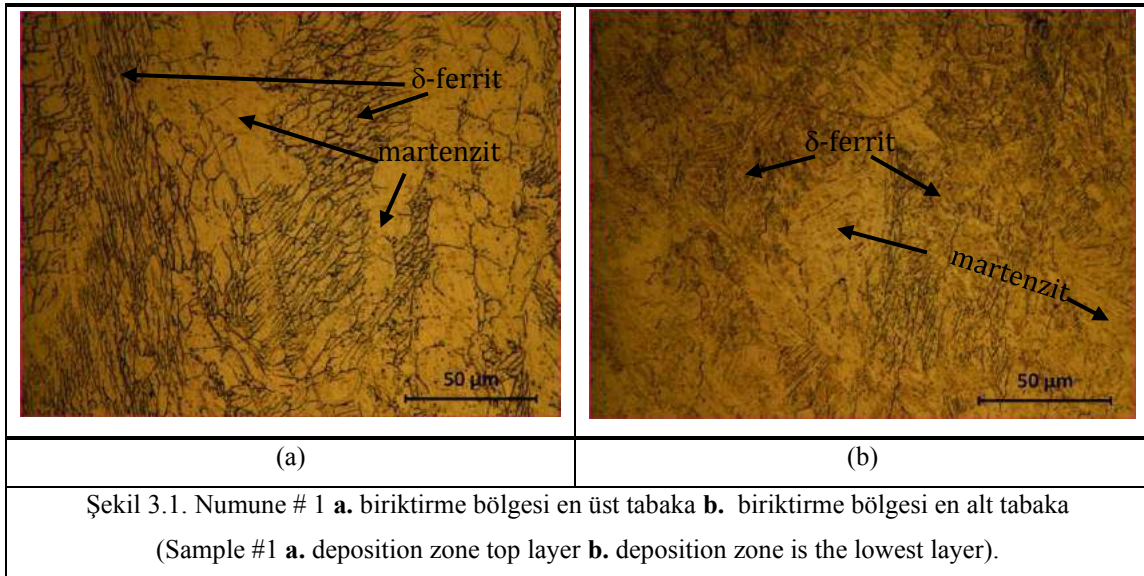 δ-ferrit
martenzit
50 µm
δ-ferrit
martenzit
50 µm
(a)
(b)
Şekil 3.1. Numune # 1 a. biriktirme bölgesi en üst tabaka b. biriktirme bölgesi en alt tabaka
(Sample #1 a. deposition zone top layer b. deposition zone is the lowest layer).